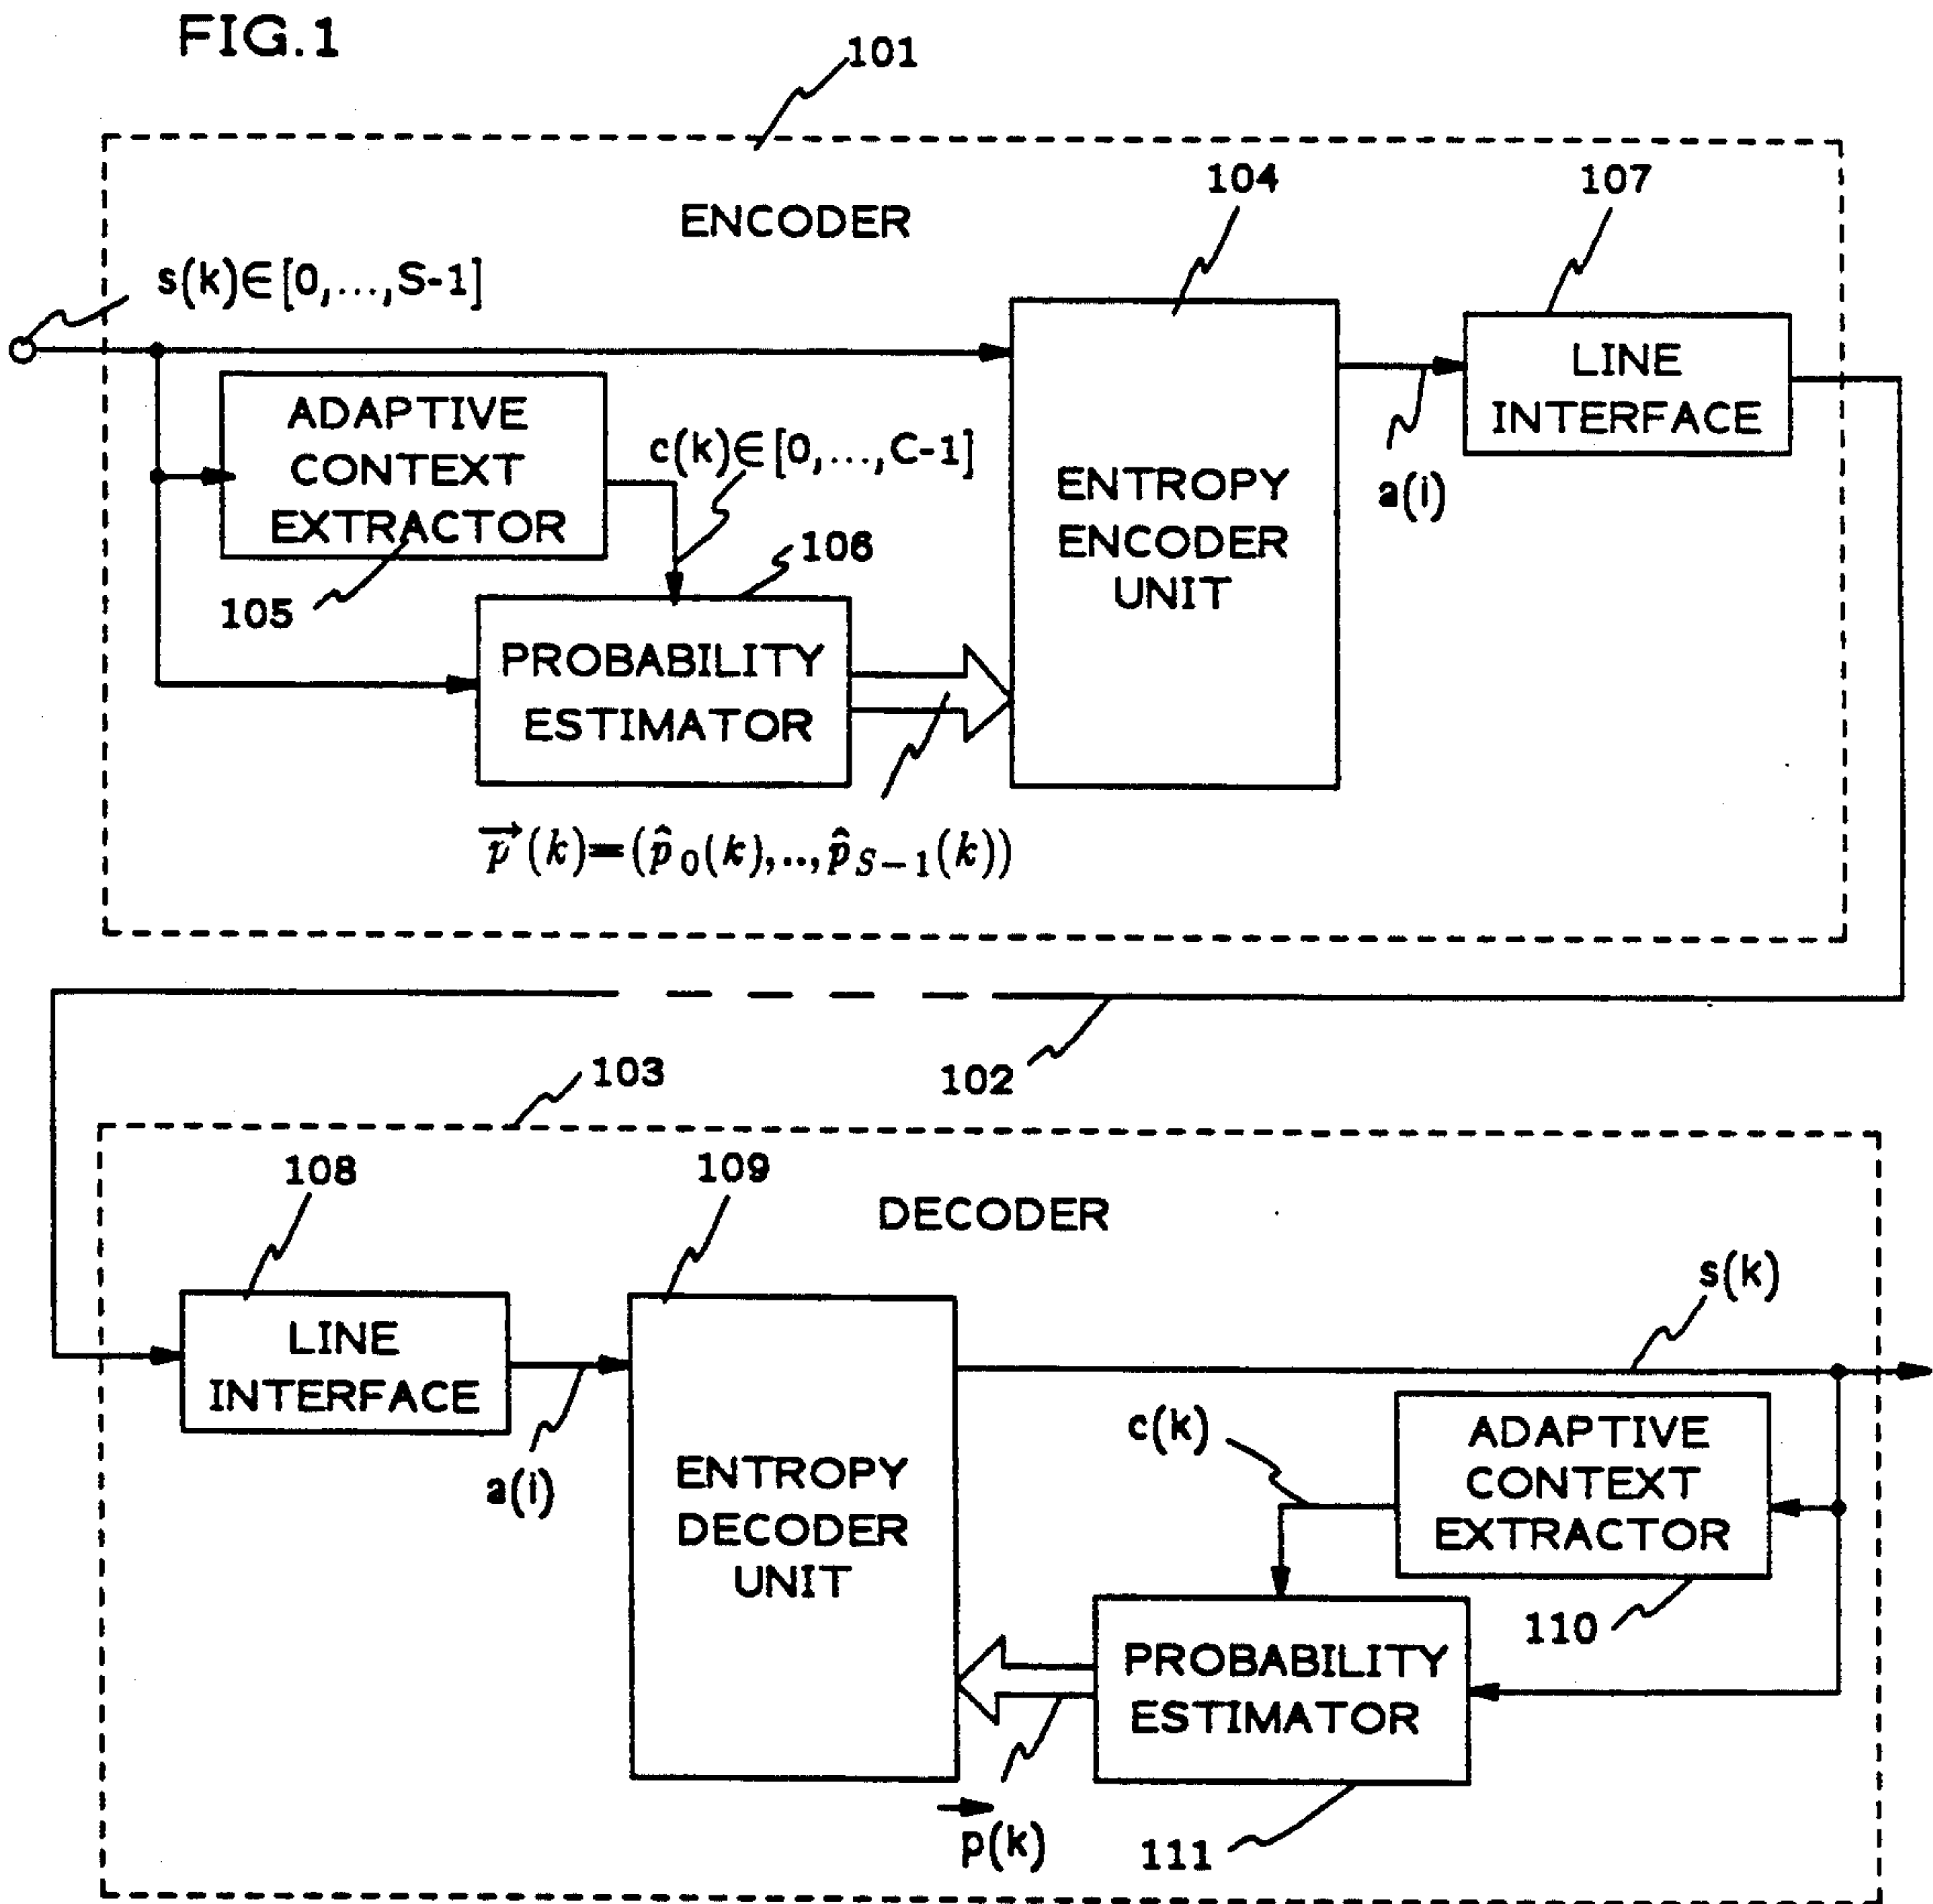 FIG.1
101
ENCODER
104
107
s(k)∈[0,...,S-1]
ADAPTIVE
CONTEXT
EXTRACTOR
c(k)∈[0,...,C-1]
105
106
PROBABILITY
ESTIMATOR
ENTROPY
ENCODER
UNIT
a(i)
LINE
INTERFACE
p⃗(k)=(p̂₀(k),..,p̂S−1(k))
102
103
DECODER
108
109
LINE
INTERFACE
a(i)
ENTROPY
DECODER
UNIT
s(k)
c(k)
ADAPTIVE
CONTEXT
EXTRACTOR
110
PROBABILITY
ESTIMATOR
p⃗(k)
111